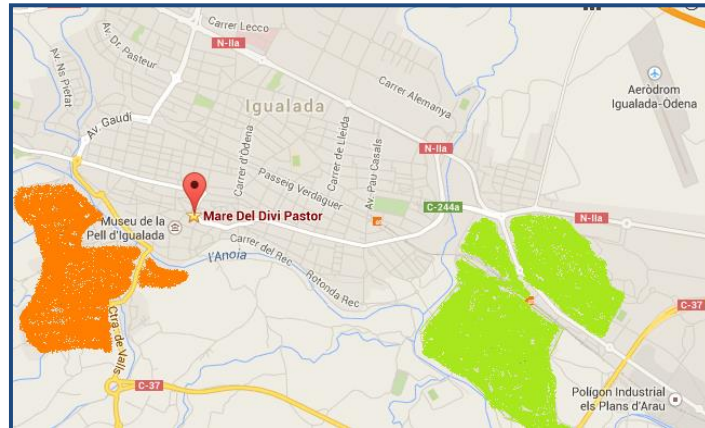 Carrer Lecco
N-IIa
Av. Dr. Pasteur
Av. Ns Pietat
Carrer Alemanya
Aeròdrom
Igualada-Òdena
Igualada
Av. Gaudí
Carrer d'Òdena
Carrer de Lleida
Av. Pau Casals
N-IIa
Passeig Verdaguer
C-244a
N-IIa
Mare Del Divi Pastor
Museu de la
Pell d'Igualada
Carrer del Rec
l'Anoia
Rotonda Rec
Ctra. de Valls
C-37
C-37
Polígon Industrial
els Plans d'Arau